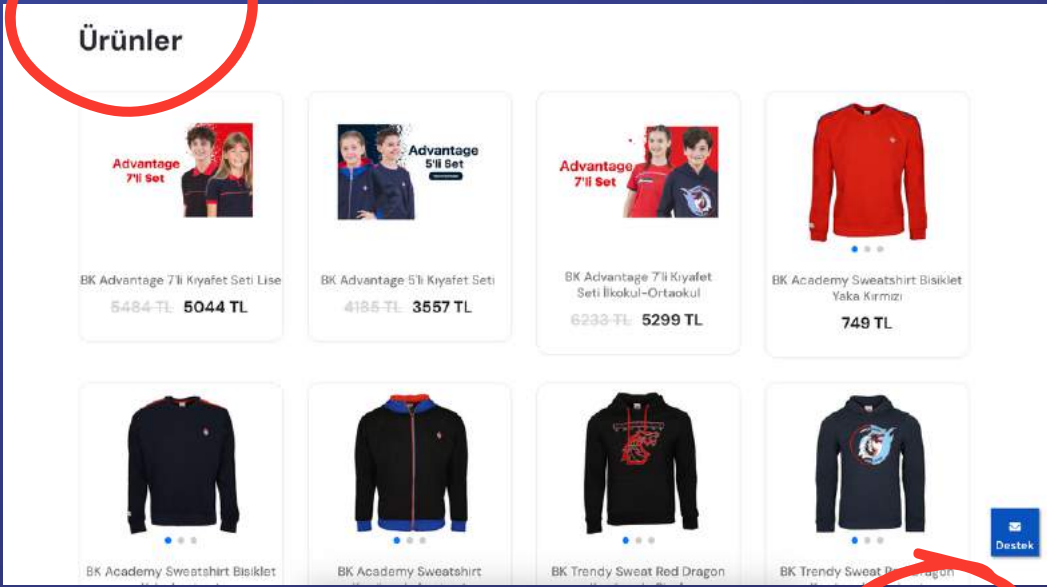 Ürünler
Advantage
7'li Set
Advantage
5'li Set
Advantage
7'li Set
BK Advantage 7'li Kıyafet Seti Lise
5484 TL 5044 TL
BK Advantage 5'li Kıyafet Seti
4185 TL 3557 TL
BK Advantage 7'li Kıyafet
Seti İlkokul-Ortaokul
6233 TL 5299 TL
BK Academy Sweatshirt Bisiklet
Yaka Kırmızı
749 TL
BK Academy Sweatshirt Bisiklet
BK Academy Sweatshirt
BK Trendy Sweat Red Dragon
BK Trendy Sweat Dragon
Destek